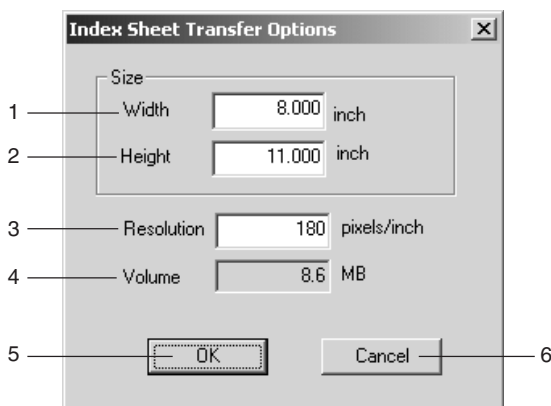 Index Sheet Transfer Options
Size
1 Width 8.000 inch
2 Height 11.000 inch
3 Resolution 180 pixels/inch
4 Volume 8.6 MB
5 OK Cancel 6